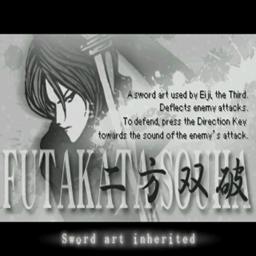 A sword art used by Eiji, the Third.
Deflects enemy attacks.
To defend, press the Direction Key
towards the sound of the enemy's attack.
FUTAKATA SOUHA
二方双破
Sword art inherited